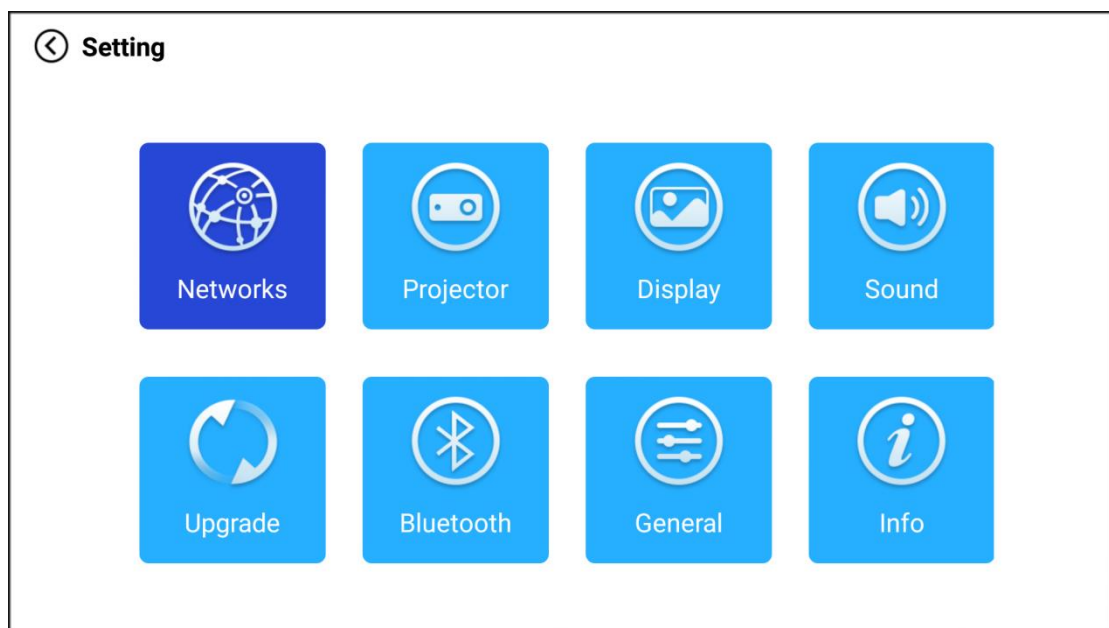 Setting
Networks
Projector
Display
Sound
Upgrade
Bluetooth
General
Info